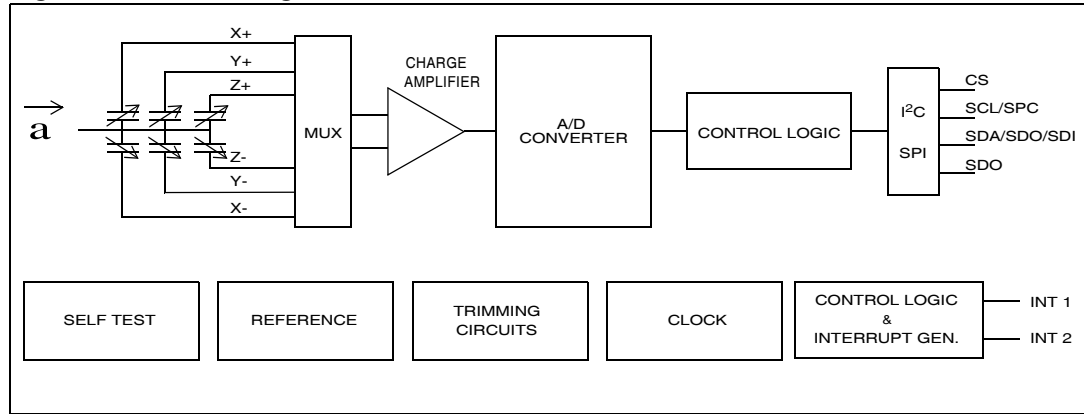 X+
Y+
Z+
a
Z-
Y-
X-
MUX
CHARGE
AMPLIFIER
A/D
CONVERTER
CONTROL LOGIC
I²C
SPI
CS
SCL/SPC
SDA/SDO/SDI
SDO
SELF TEST
REFERENCE
TRIMMING
CIRCUITS
CLOCK
CONTROL LOGIC
&
INTERRUPT GEN.
INT 1
INT 2